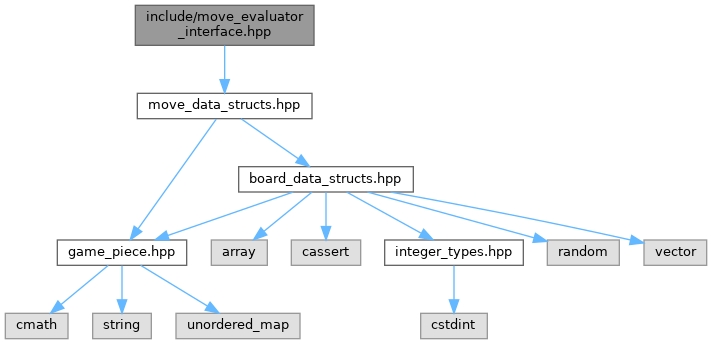 include/move_evaluator
_interface.hpp
move_data_structs.hpp
board_data_structs.hpp
game_piece.hpp
array
cassert
integer_types.hpp
random
vector
cmath
string
unordered_map
cstdint